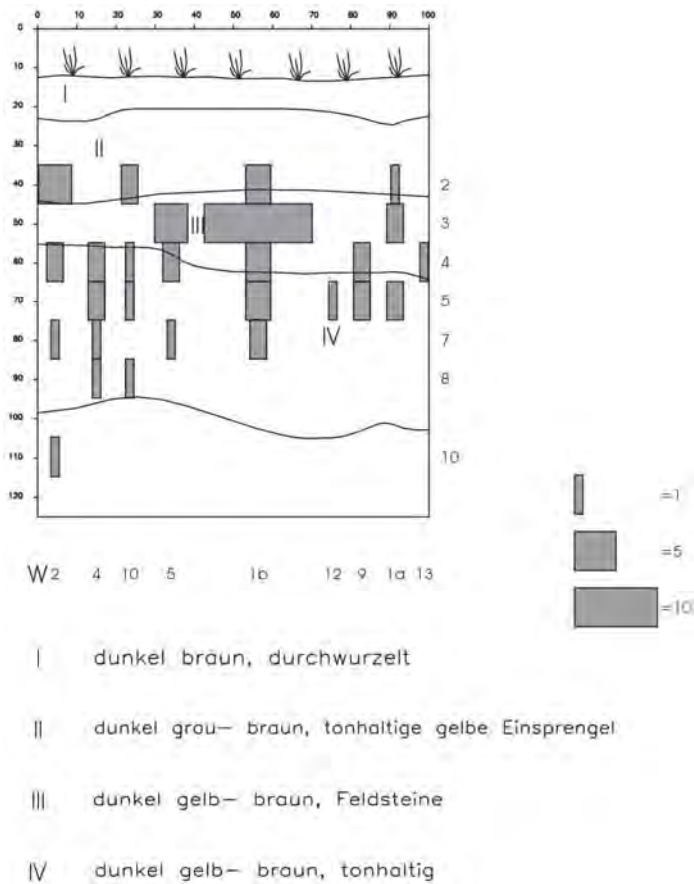 0 10 20 30 40 50 60 70 80 90 100
0
10
I
20
30
II
40
2
50
III
3
60
4
70
5
IV
80
7
90
8
100
110
10
120
=1
=5
=10
W 2 4 10 5 1b 12 9 1a 13
I dunkel braun, durchwurzelt
II dunkel grau- braun, tonhaltige gelbe Einsprengel
III dunkel gelb- braun, Feldsteine
IV dunkel gelb- braun, tonhaltig